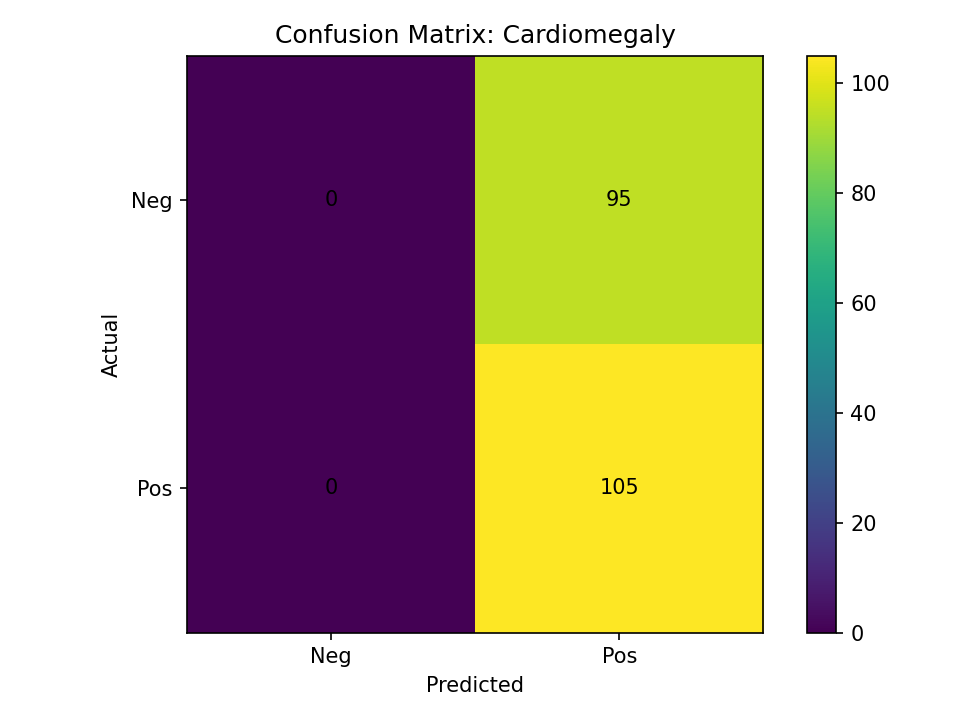 Confusion Matrix: Cardiomegaly
100
Neg
0
95
80
60
Actual
40
Pos
0
105
20
0
Neg
Pos
Predicted